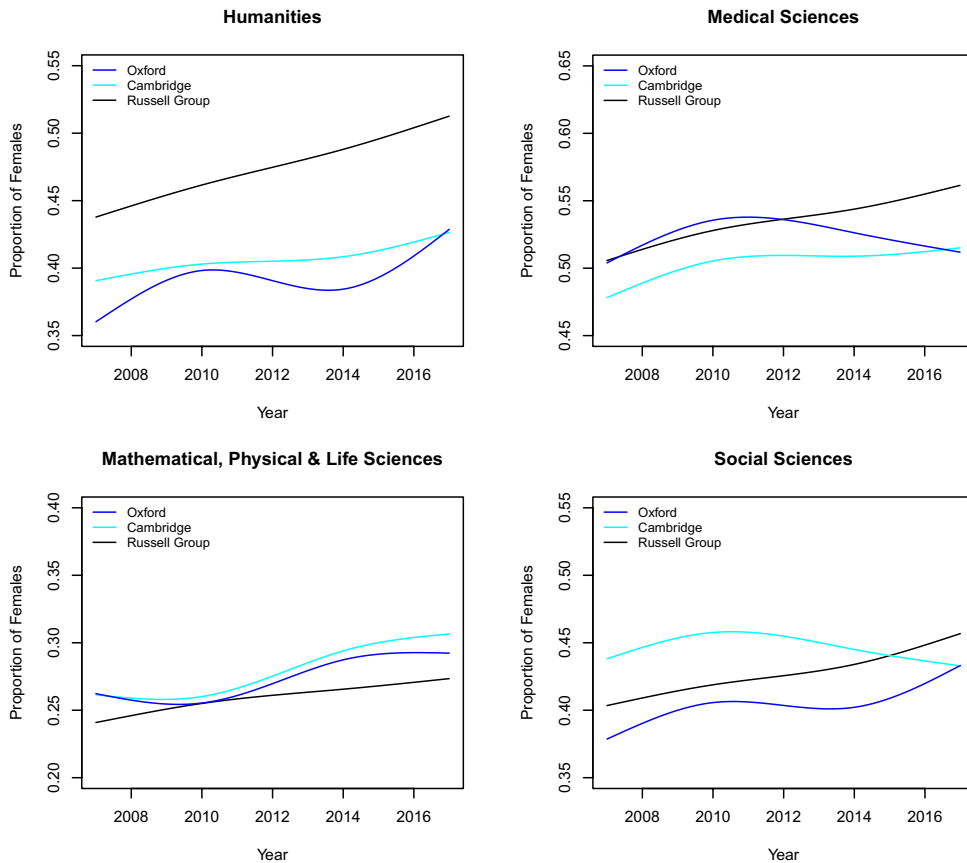 Humanities
Proportion of Females
0.55
0.50
0.45
0.40
0.35
Oxford
Cambridge
Russell Group
2008 2010 2012 2014 2016
Year
Medical Sciences
Proportion of Females
0.65
0.60
0.55
0.50
0.45
Oxford
Cambridge
Russell Group
2008 2010 2012 2014 2016
Year
Mathematical, Physical & Life Sciences
Proportion of Females
0.40
0.35
0.30
0.25
0.20
Oxford
Cambridge
Russell Group
2008 2010 2012 2014 2016
Year
Social Sciences
Proportion of Females
0.55
0.50
0.45
0.40
0.35
Oxford
Cambridge
Russell Group
2008 2010 2012 2014 2016
Year